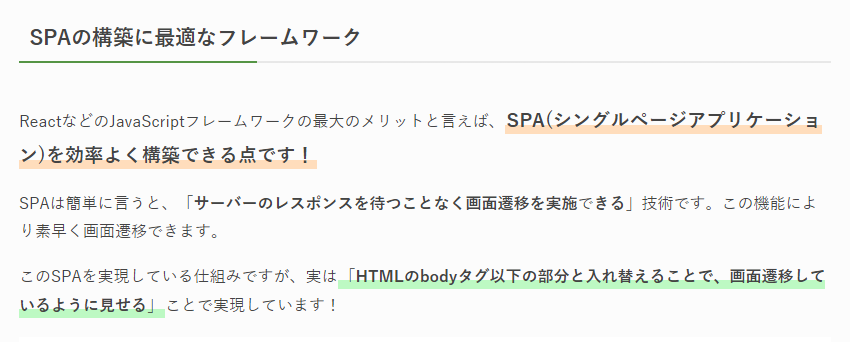 SPAの構築に最適なフレームワーク
ReactなどのJavaScriptフレームワークの最大のメリットと言えば、SPA(シングルページアプリケーショ
ン)を効率よく構築できる点です！
SPAは簡単に言うと、「サーバーのレスポンスを待つことなく画面遷移を実施できる」技術です。この機能によ
り素早く画面遷移できます。
このSPAを実現している仕組みですが、実は「HTMLのbodyタグ以下の部分と入れ替えることで、画面遷移して
いるように見せる」ことで実現しています！